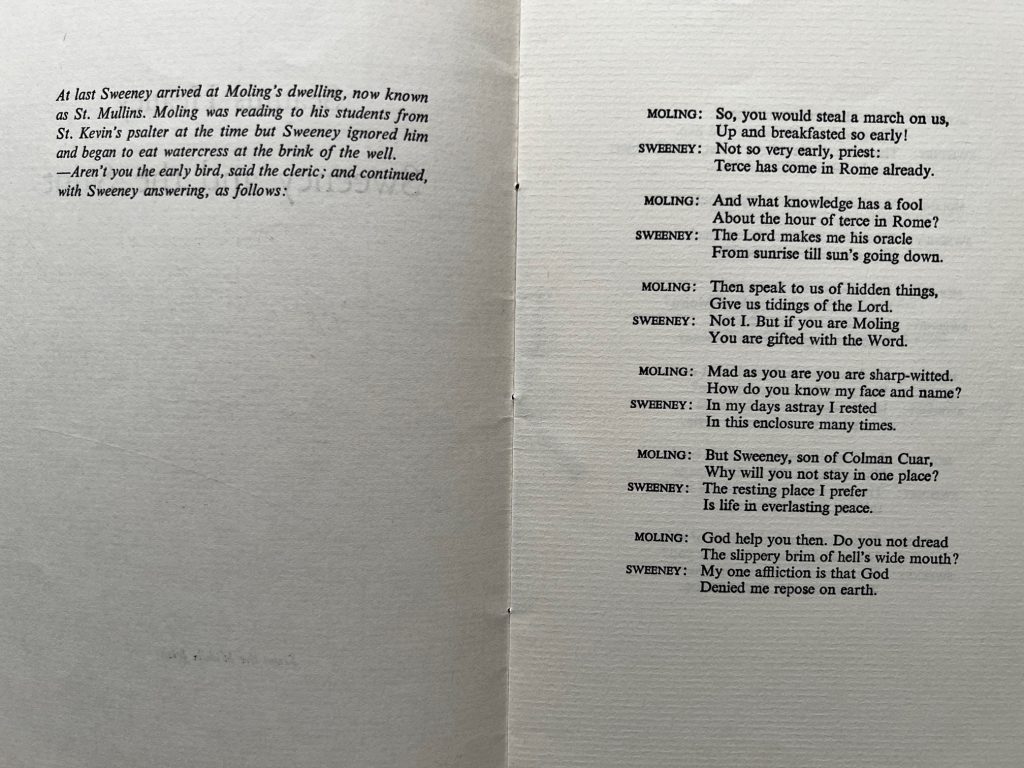 At last Sweeney arrived at Moling's dwelling, now known
as St. Mullins. Moling was reading to his students from
St. Kevin's psalter at the time but Sweeney ignored him
and began to eat watercress at the brink of the well.
—Aren't you the early bird, said the cleric; and continued,
with Sweeney answering, as follows:
MOLING: So, you would steal a march on us,
Up and breakfasted so early!
SWEENEY: Not so very early, priest:
Terce has come in Rome already.
MOLING: And what knowledge has a fool
About the hour of terce in Rome?
SWEENEY: The Lord makes me his oracle
From sunrise till sun's going down.
MOLING: Then speak to us of hidden things,
Give us tidings of the Lord.
SWEENEY: Not I. But if you are Moling
You are gifted with the Word.
MOLING: Mad as you are you are sharp-witted.
How do you know my face and name?
SWEENEY: In my days astray I rested
In this enclosure many times.
MOLING: But Sweeney, son of Colman Cuar,
Why will you not stay in one place?
SWEENEY: The resting place I prefer
Is life in everlasting peace.
MOLING: God help you then. Do you not dread
The slippery brim of hell's wide mouth?
SWEENEY: My one affliction is that God
Denied me repose on earth.